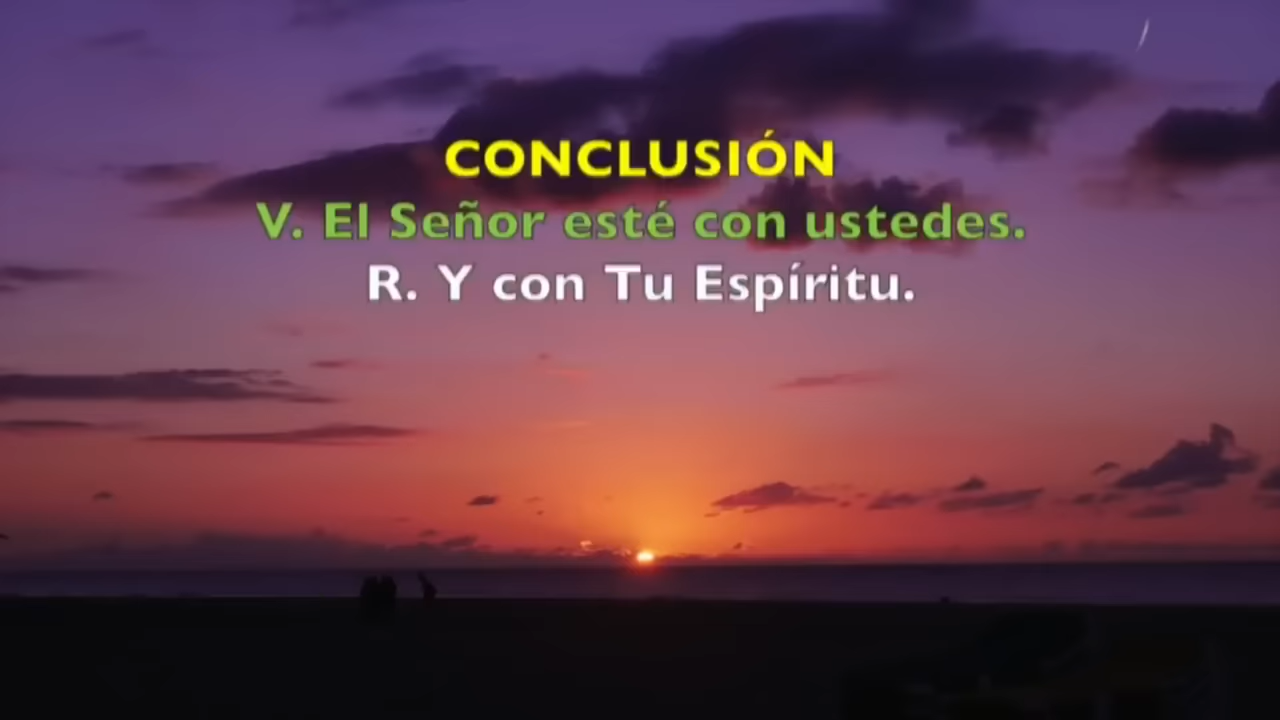 CONCLUSIÓN
V. El Señor esté con ustedes.
R. Y con Tu Espíritu.